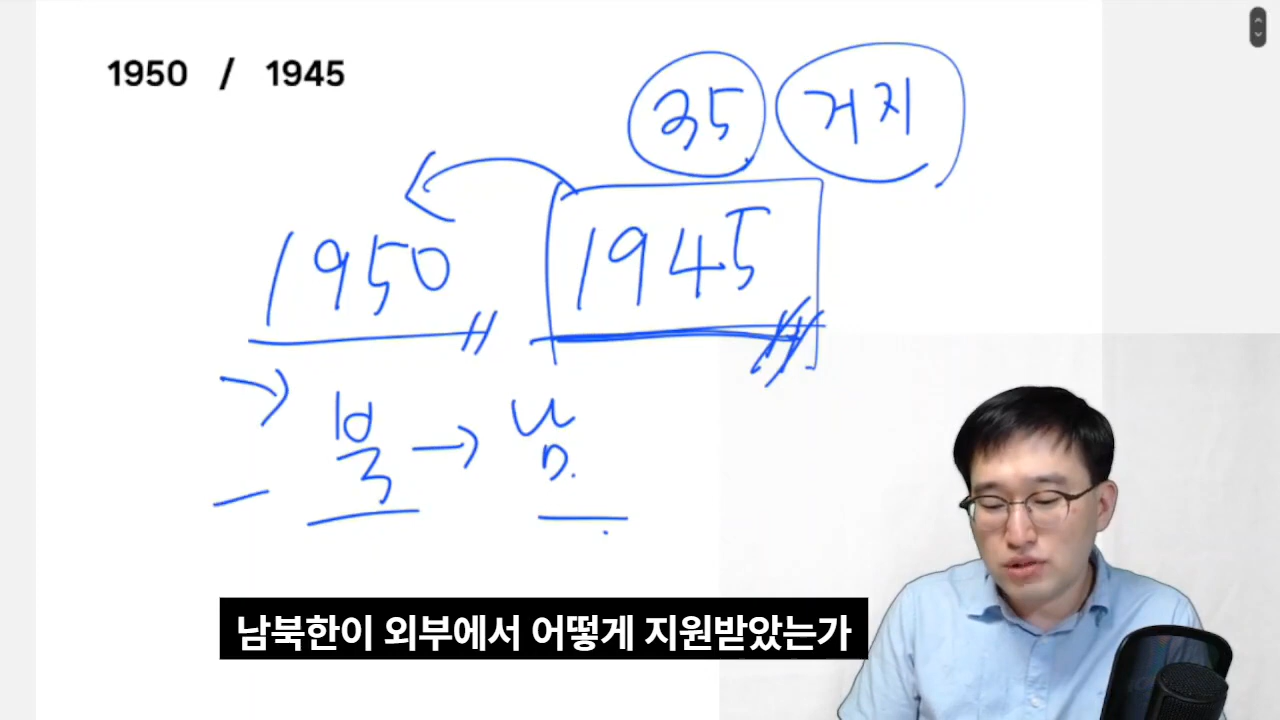 1950 / 1945
35 거지
1950 1945
북 → 남
남북한이 외부에서 어떻게 지원받았는가